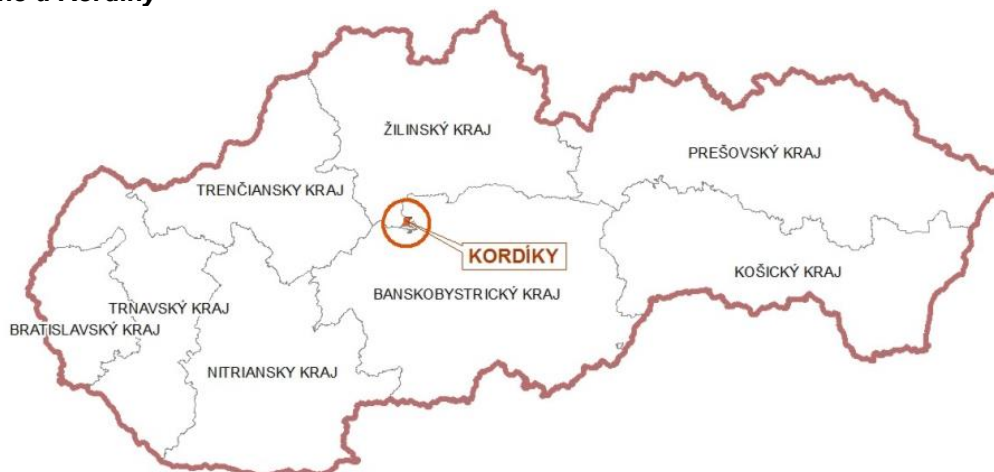 ŽILINSKÝ KRAJ
PREŠOVSKÝ KRAJ
TRENČIANSKY KRAJ
KORDÍKY
KOŠICKÝ KRAJ
BANSKOBYSTRICKÝ KRAJ
TRNAVSKÝ KRAJ
BRATISLAVSKÝ KRAJ
NITRIANSKY KRAJ